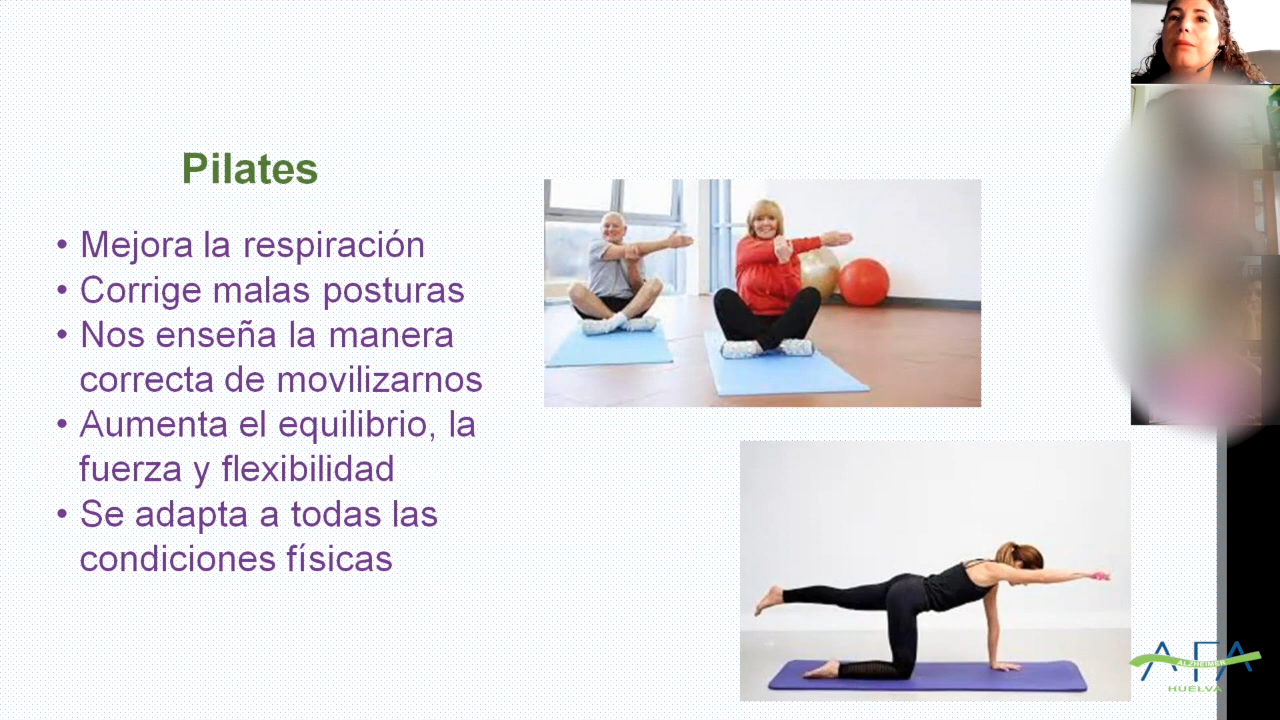 Pilates
• Mejora la respiración
• Corrige malas posturas
• Nos enseña la manera
correcta de movilizarnos
• Aumenta el equilibrio, la
fuerza y flexibilidad
• Se adapta a todas las
condiciones físicas
AFA
ALZHEIMER
HUELVA